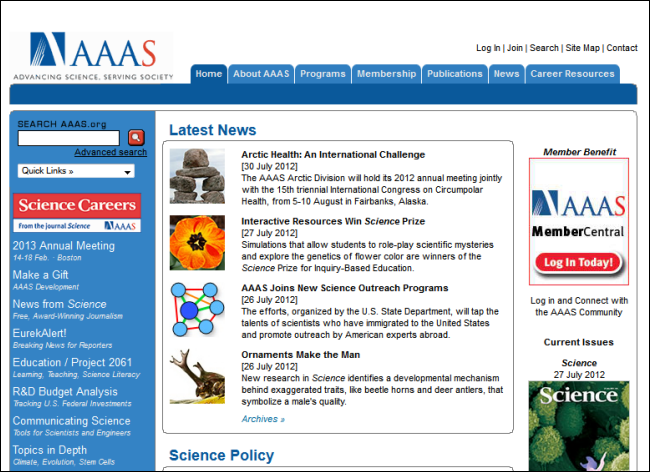 AAAS
ADVANCING SCIENCE, SERVING SOCIETY
Log In | Join | Search | Site Map | Contact
Home
About AAAS
Programs
Membership
Publications
News
Career Resources
SEARCH AAAS.org
Advanced search
Quick Links »
Science Careers
From the journal Science AAAS
2013 Annual Meeting
14-18 Feb. · Boston
Make a Gift
AAAS Development
News from Science
Free, Award-Winning Journalism
EurekAlert!
Breaking News for Reporters
Education / Project 2061
Learning, Teaching, Science Literacy
R&D Budget Analysis
Tracking U.S. Federal Investments
Communicating Science
Tools for Scientists and Engineers
Topics in Depth
Climate, Evolution, Stem Cells
Latest News
Arctic Health: An International Challenge
[30 July 2012]
The AAAS Arctic Division will hold its 2012 annual meeting jointly
with the 15th triennial International Congress on Circumpolar
Health, from 5–10 August in Fairbanks, Alaska.
Interactive Resources Win Science Prize
[27 July 2012]
Simulations that allow students to role-play scientific mysteries
and explore the genetics of flower color are winners of the
Science Prize for Inquiry-Based Education.
AAAS Joins New Science Outreach Programs
[26 July 2012]
The efforts, organized by the U.S. State Department, will tap the
talents of scientists who have immigrated to the United States
and promote outreach by American experts abroad.
Ornaments Make the Man
[26 July 2012]
New research in Science identifies a developmental mechanism
behind exaggerated traits, like beetle horns and deer antlers, that
symbolize a male's quality.
Archives »
Science Policy
Member Benefit
AAAS
MemberCentral
Log In Today!
Log in and Connect with
the AAAS Community
Current Issues
Science
27 July 2012
Science